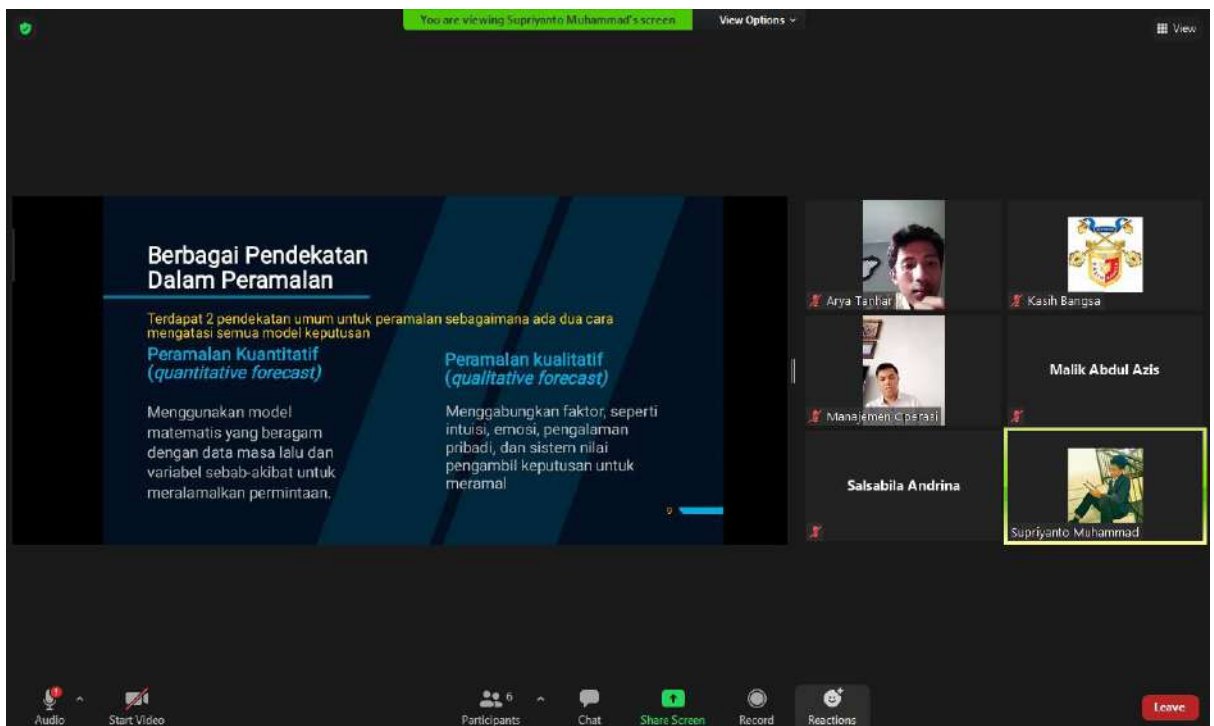 You are viewing Supriyanto Muhammad's screen
View Options
View
Berbagai Pendekatan
Dalam Peramalan
Terdapat 2 pendekatan umum untuk peramalan sebagaimana ada dua cara
mengatasi semua model keputusan
Peramalan Kuantitatif
(quantitative forecast)
Menggunakan model
matematis yang beragam
dengan data masa lalu dan
variabel sebab-akibat untuk
meralamalkan permintaan.
Peramalan kualitatif
(qualitative forecast)
Menggabungkan faktor, seperti
intuisi, emosi, pengalaman
pribadi, dan sistem nilai
pengambil keputusan untuk
meramal
9
Arya Tanhar
Kasih Bangsa
Manajemen Operasi
Malik Abdul Azis
Salsabila Andrina
Supriyanto Muhammad
Audio
Start Video
Participants
6
Chat
Share Screen
Record
Reactions
Leave